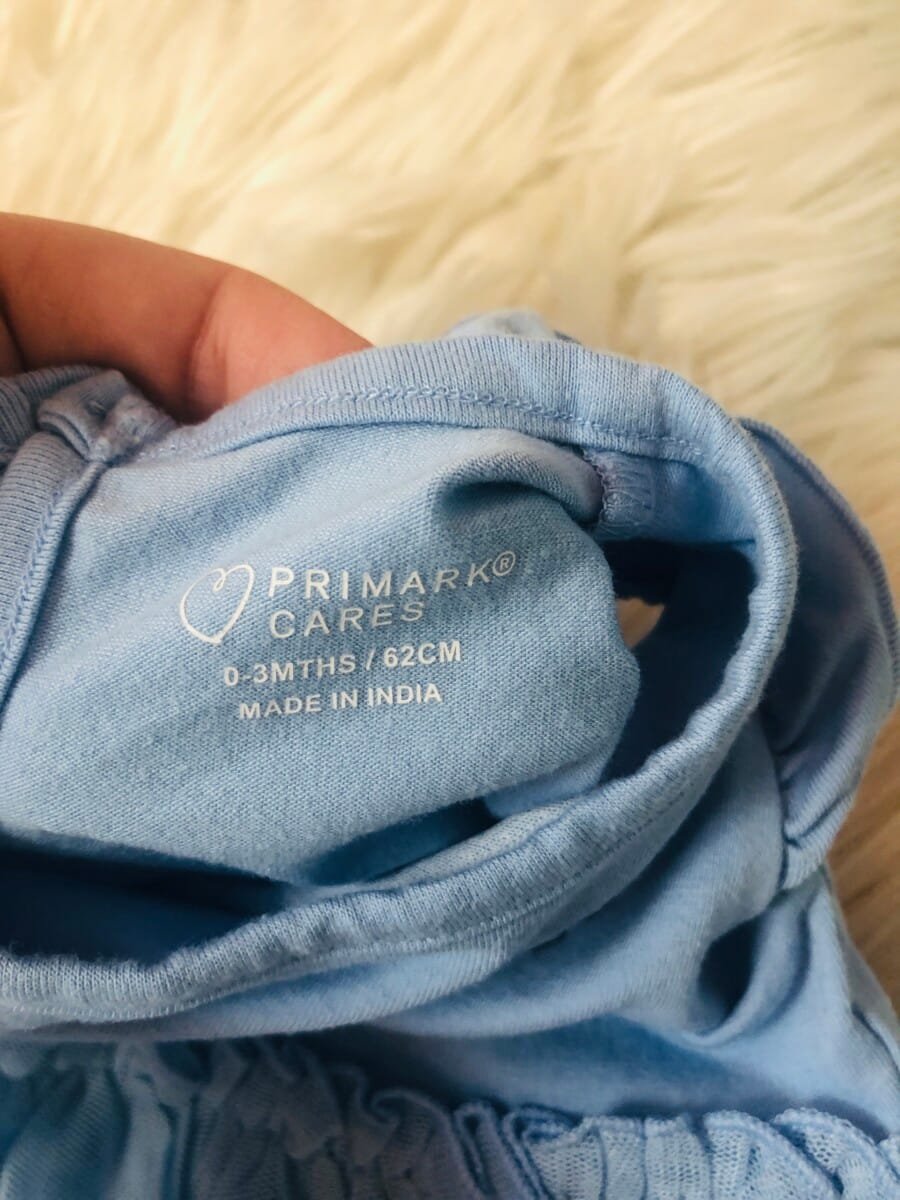 PRIMARK®
CARES
0-3MTHS / 62CM
MADE IN INDIA